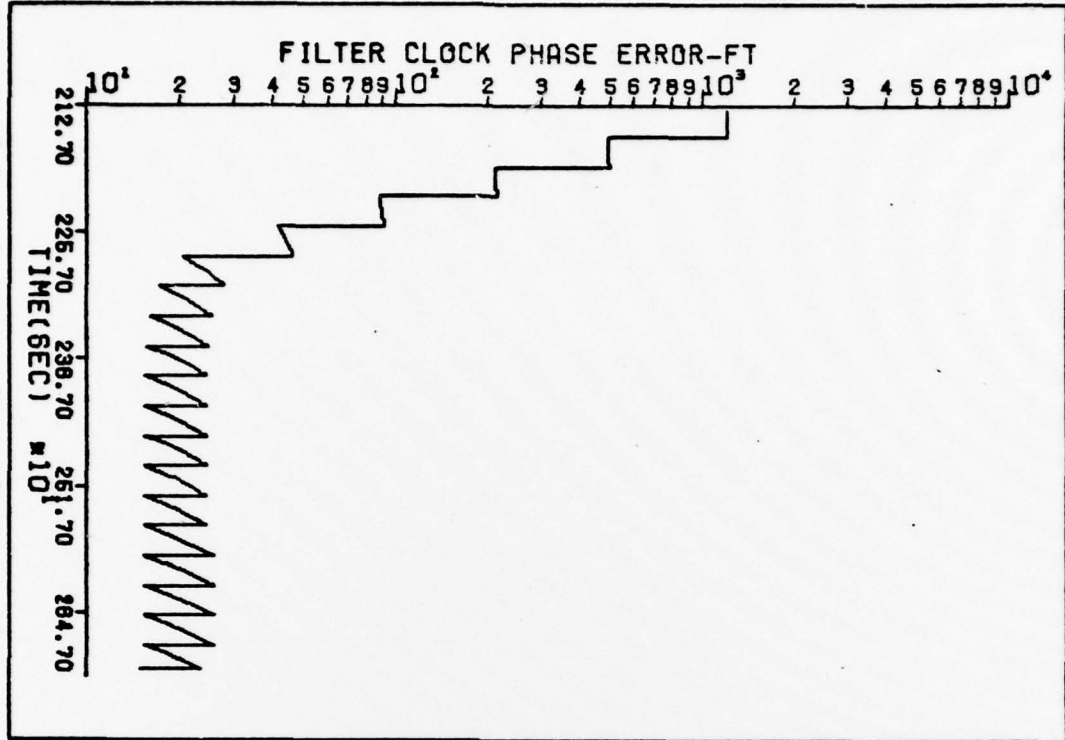 FILTER CLOCK PHASE ERROR-FT
10¹ 2 3 4 5 6 7 8 9 10² 2 3 4 5 6 7 8 9 10³ 2 3 4 5 6 7 8 9 10⁴
212.70 225.70 238.70 251.70 264.70
TIME(SEC) *10¹